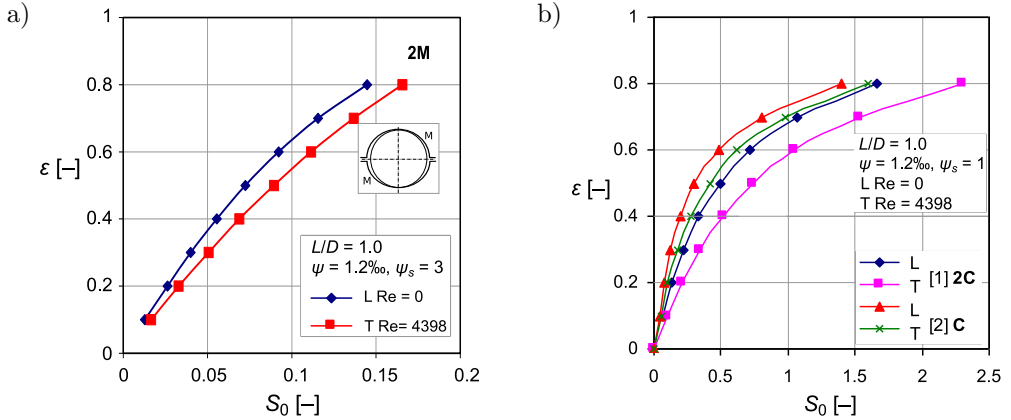 a)
1
0.8
0.6
0.4
0.2
0
ε [–]
2M
M
M
L/D = 1.0
ψ = 1.2‰, ψs = 3
L Re = 0
T Re= 4398
0
0.05
0.1
0.15
0.2
S0 [–]
b)
1
0.8
0.6
0.4
0.2
0
ε [–]
L/D = 1.0
ψ = 1.2‰, ψs = 1
L Re = 0
T Re = 4398
L
T [1] 2C
L
T [2] C
0
0.5
1
1.5
2
2.5
S0 [–]